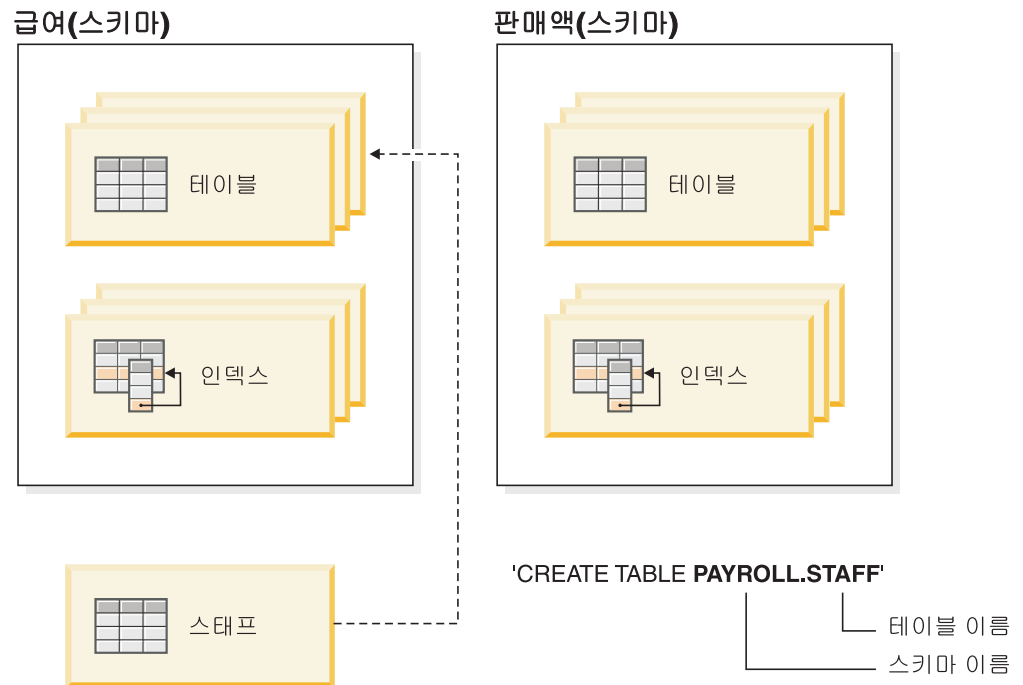 급여(스키마)
판매액(스키마)
테이블
테이블
인덱스
인덱스
스태프
'CREATE TABLE PAYROLL.STAFF'
테이블 이름
스키마 이름